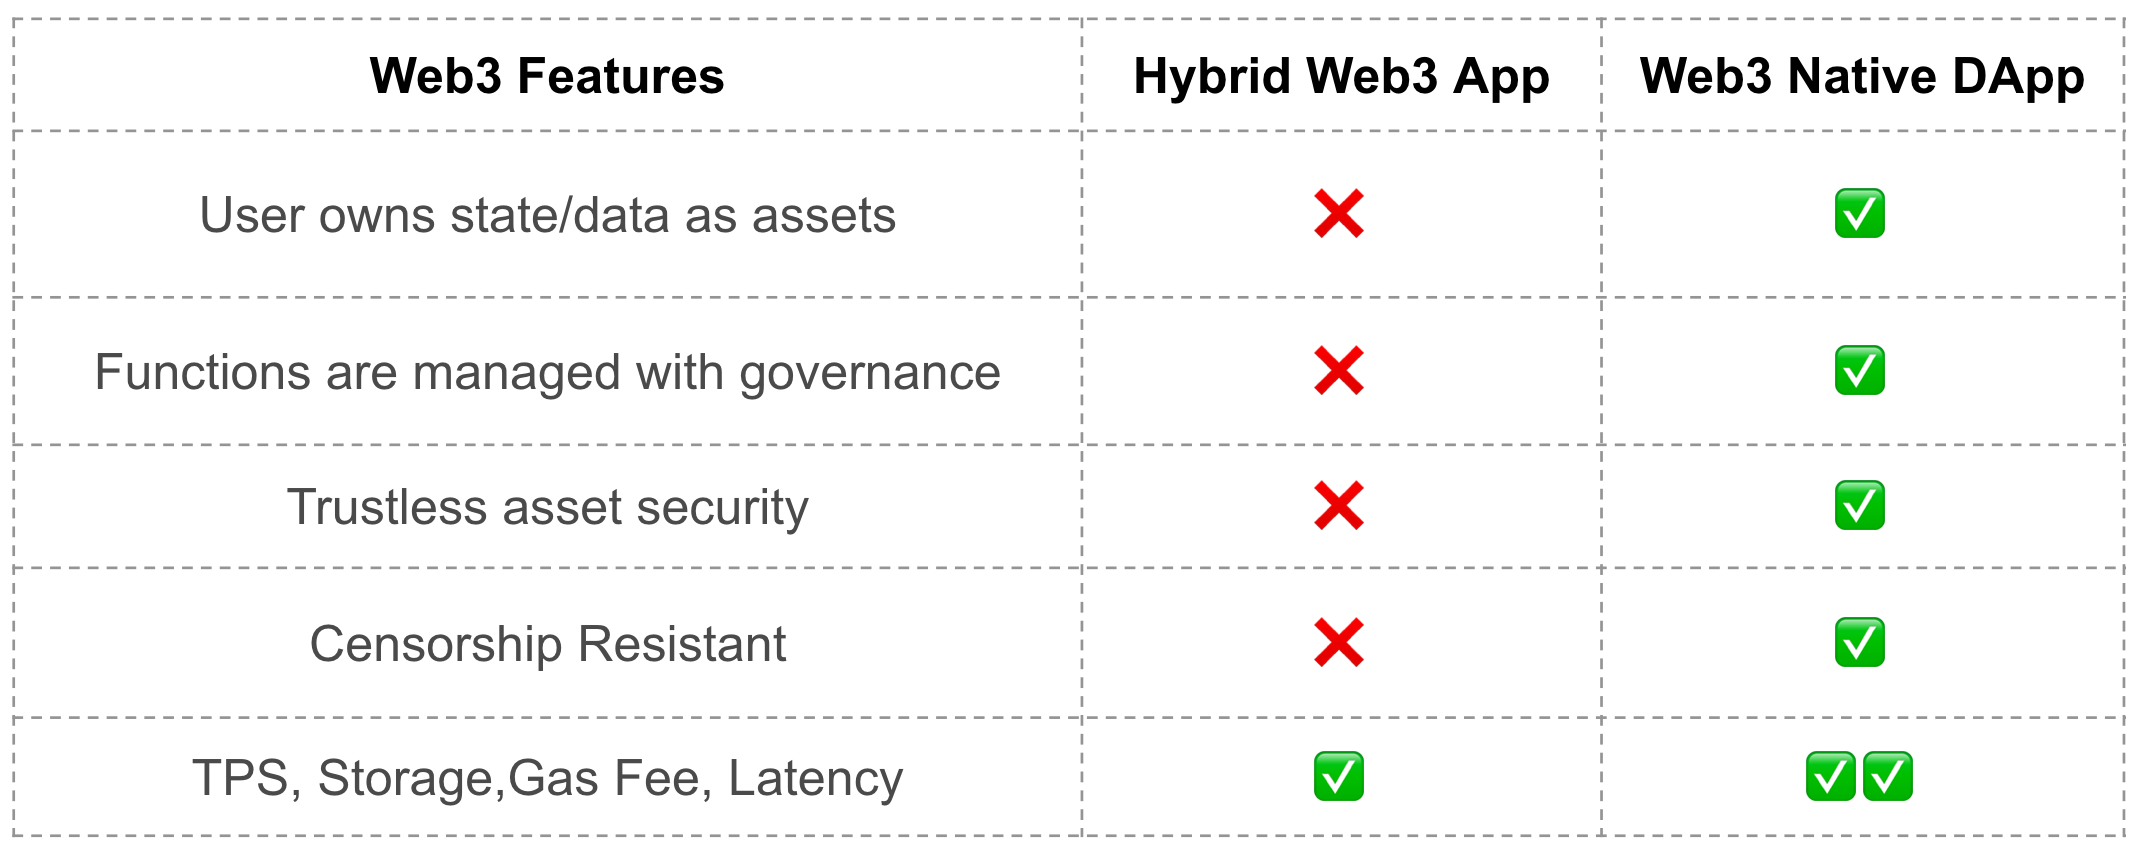 Web3 Features Hybrid Web3 App Web3 Native DApp
User owns state/data as assets ❌ ✅
Functions are managed with governance ❌ ✅
Trustless asset security ❌ ✅
Censorship Resistant ❌ ✅
TPS, Storage,Gas Fee, Latency ✅ ✅✅